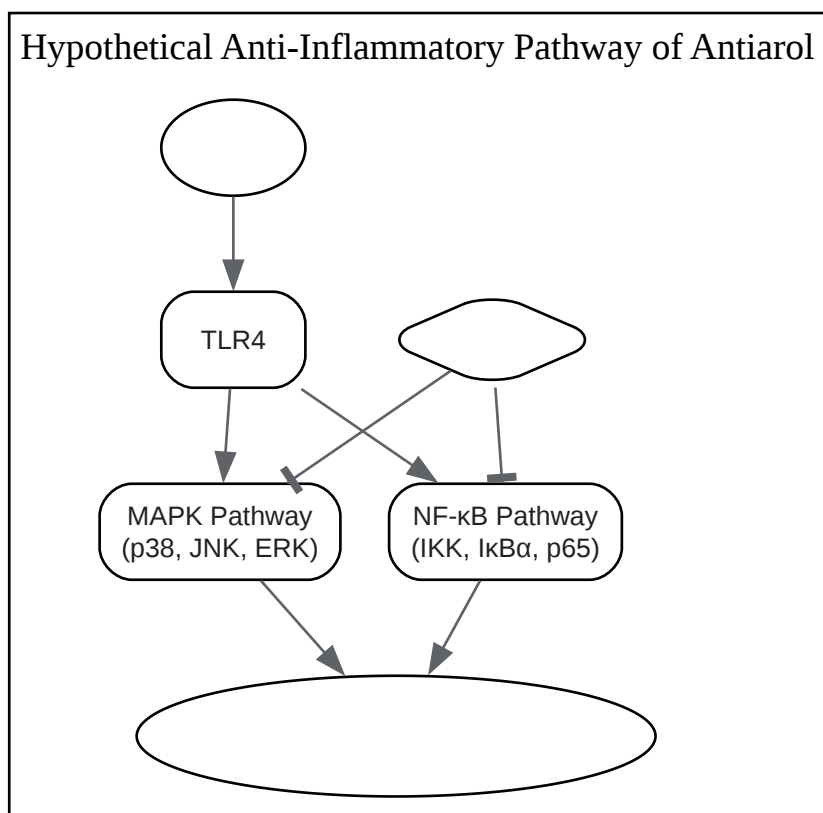 Hypothetical Anti-Inflammatory Pathway of Antiarol
TLR4
MAPK Pathway
(p38, JNK, ERK)
NF-κB Pathway
(IKK, IκBα, p65)